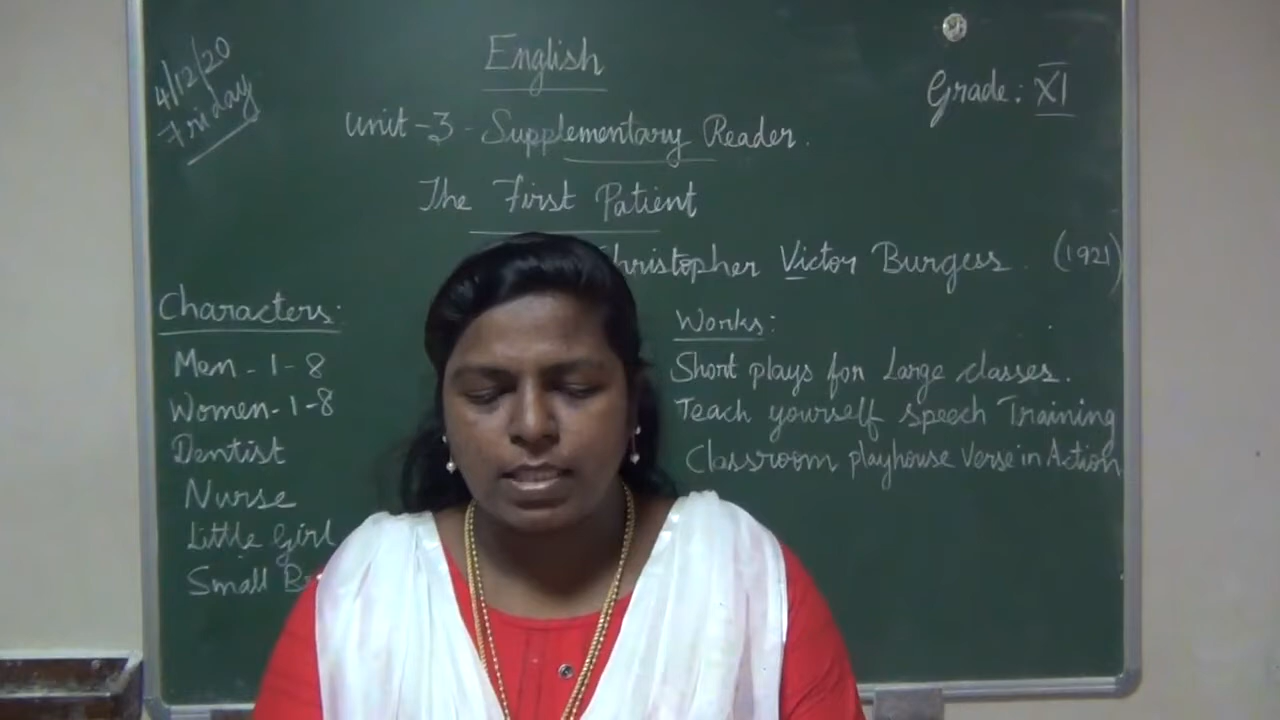 4/12/20
Friday
English
Grade: XI
Unit-3 - Supplementary Reader.
The First Patient
Christopher Victor Burgess. (1921)
Characters:
Men - 1-8
Women - 1-8
Dentist
Nurse
Little Girl
Small
Works:
Short plays for Large classes.
Teach yourself speech Training
Classroom playhouse Verse in Action